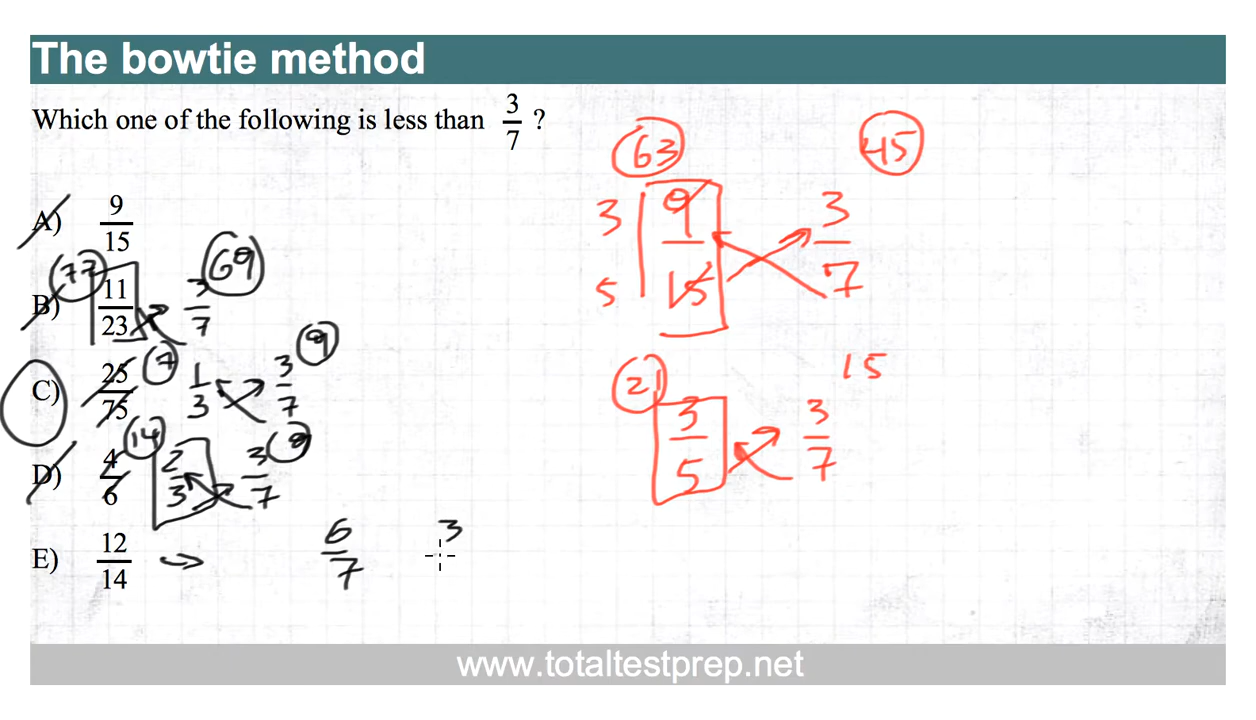 The bowtie method
Which one of the following is less than 3/7 ?
63 45
A) 9/15
3 9 3
5 15 7
77 69
B) 11/23 3/7
C) 25/75 7 1/3 3/7 9
21 15
3/5 3/7
D) 4/6 14 2/3 3/7 9
E) 12/14 → 6/7 3
www.totaltestprep.net